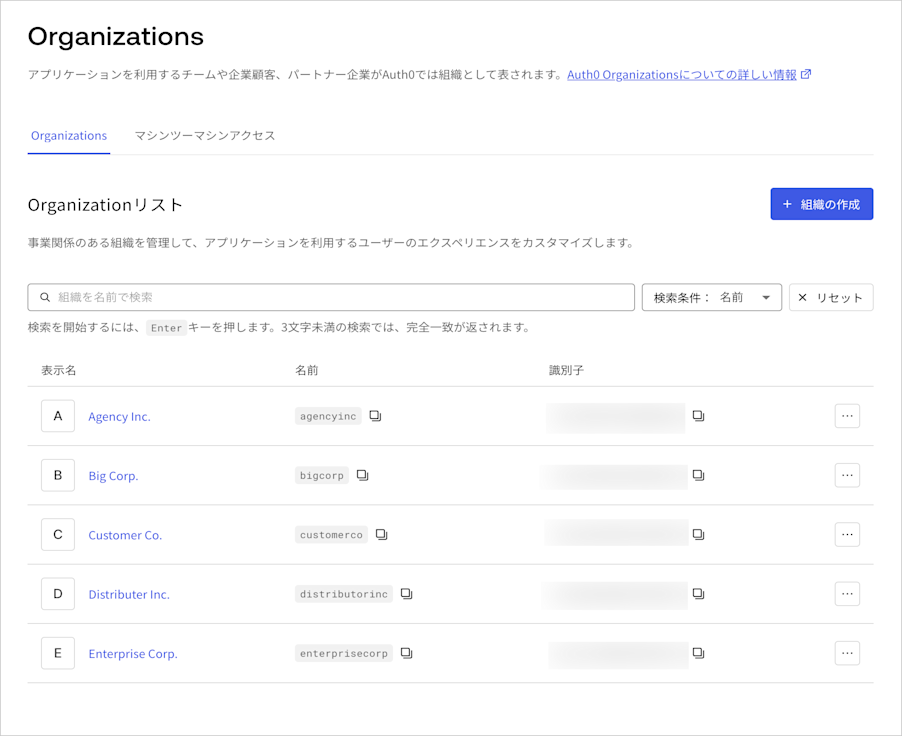 Organizations
アプリケーションを利用するチームや企業顧客、パートナー企業がAuth0では組織として表されます。Auth0 Organizationsについての詳しい情報
Organizations マシンツーマシンアクセス
Organizationリスト
+ 組織の作成
事業関係のある組織を管理して、アプリケーションを利用するユーザーのエクスペリエンスをカスタマイズします。
組織を名前で検索 検索条件： 名前 × リセット
検索を開始するには、 Enter キーを押します。3文字未満の検索では、完全一致が返されます。
表示名 名前 識別子
A Agency Inc. agencyinc ...
B Big Corp. bigcorp ...
C Customer Co. customerco ...
D Distributer Inc. distributorinc ...
E Enterprise Corp. enterprisecorp ...